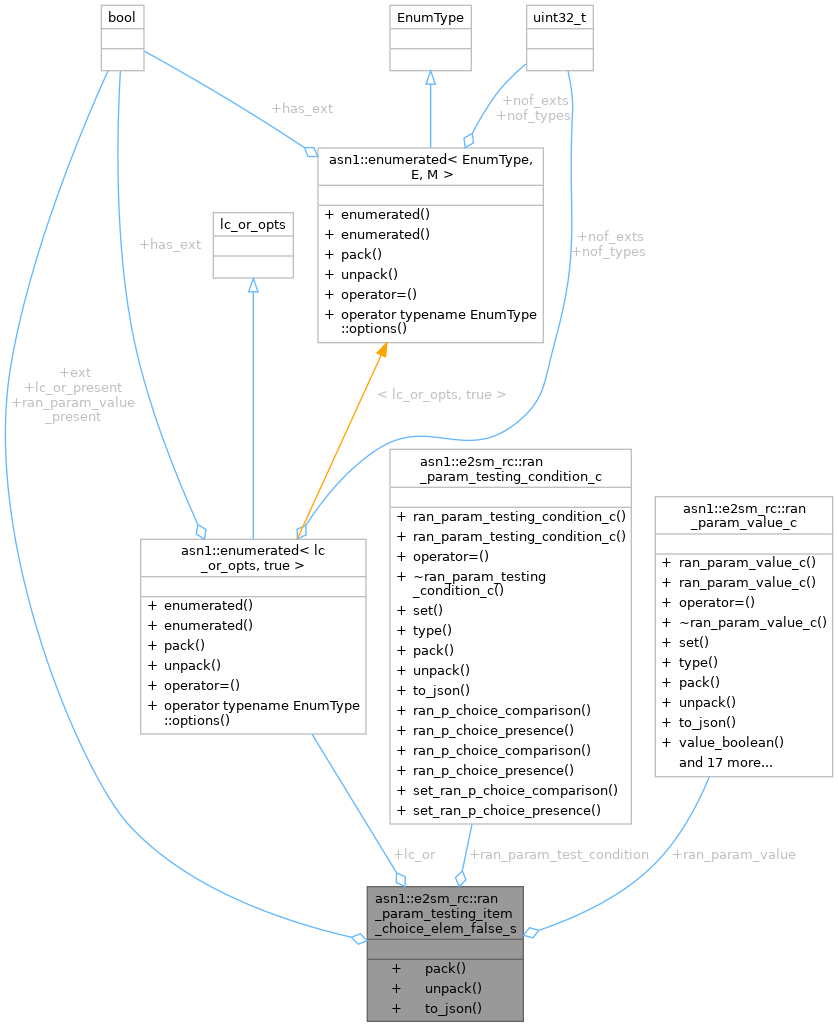 bool
EnumType
uint32_t
+has_ext
+nof_exts
+nof_types
asn1::enumerated< EnumType,
E, M >
+ enumerated()
+ enumerated()
+ pack()
+ unpack()
+ operator=()
+ operator typename EnumType
::options()
lc_or_opts
+has_ext
+nof_exts
+nof_types
+ext
+lc_or_present
+ran_param_value
_present
< lc_or_opts, true >
asn1::enumerated< lc
_or_opts, true >
+ enumerated()
+ enumerated()
+ pack()
+ unpack()
+ operator=()
+ operator typename EnumType
::options()
asn1::e2sm_rc::ran
_param_testing_condition_c
+ ran_param_testing_condition_c()
+ ran_param_testing_condition_c()
+ operator=()
+ ~ran_param_testing
_condition_c()
+ set()
+ type()
+ pack()
+ unpack()
+ to_json()
+ ran_p_choice_comparison()
+ ran_p_choice_presence()
+ ran_p_choice_comparison()
+ ran_p_choice_presence()
+ set_ran_p_choice_comparison()
+ set_ran_p_choice_presence()
asn1::e2sm_rc::ran
_param_value_c
+ ran_param_value_c()
+ ran_param_value_c()
+ operator=()
+ ~ran_param_value_c()
+ set()
+ type()
+ pack()
+ unpack()
+ to_json()
+ value_boolean()
and 17 more...
+lc_or
+ran_param_test_condition
+ran_param_value
asn1::e2sm_rc::ran
_param_testing_item
_choice_elem_false_s
+ pack()
+ unpack()
+ to_json()